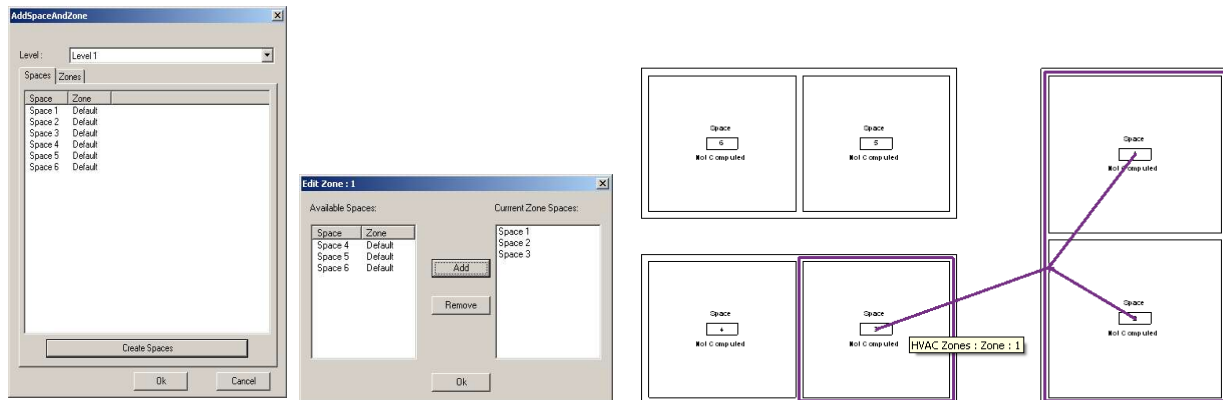 AddSpaceAndZone
Level :
Level 1
Spaces
Zones
Space Zone
Space 1 Default
Space 2 Default
Space 3 Default
Space 4 Default
Space 5 Default
Space 6 Default
Create Spaces
Ok
Cancel
Edit Zone : 1
Available Spaces:
Space Zone
Space 4 Default
Space 5 Default
Space 6 Default
Add
Remove
Ok
Currrent Zone Spaces:
Space 1
Space 2
Space 3
Space
6
Not Computed
Space
5
Not Computed
Space
4
Not Computed
Space
3
Not Computed
HVAC Zones : Zone : 1
Space
Not Computed
Space
Not Computed